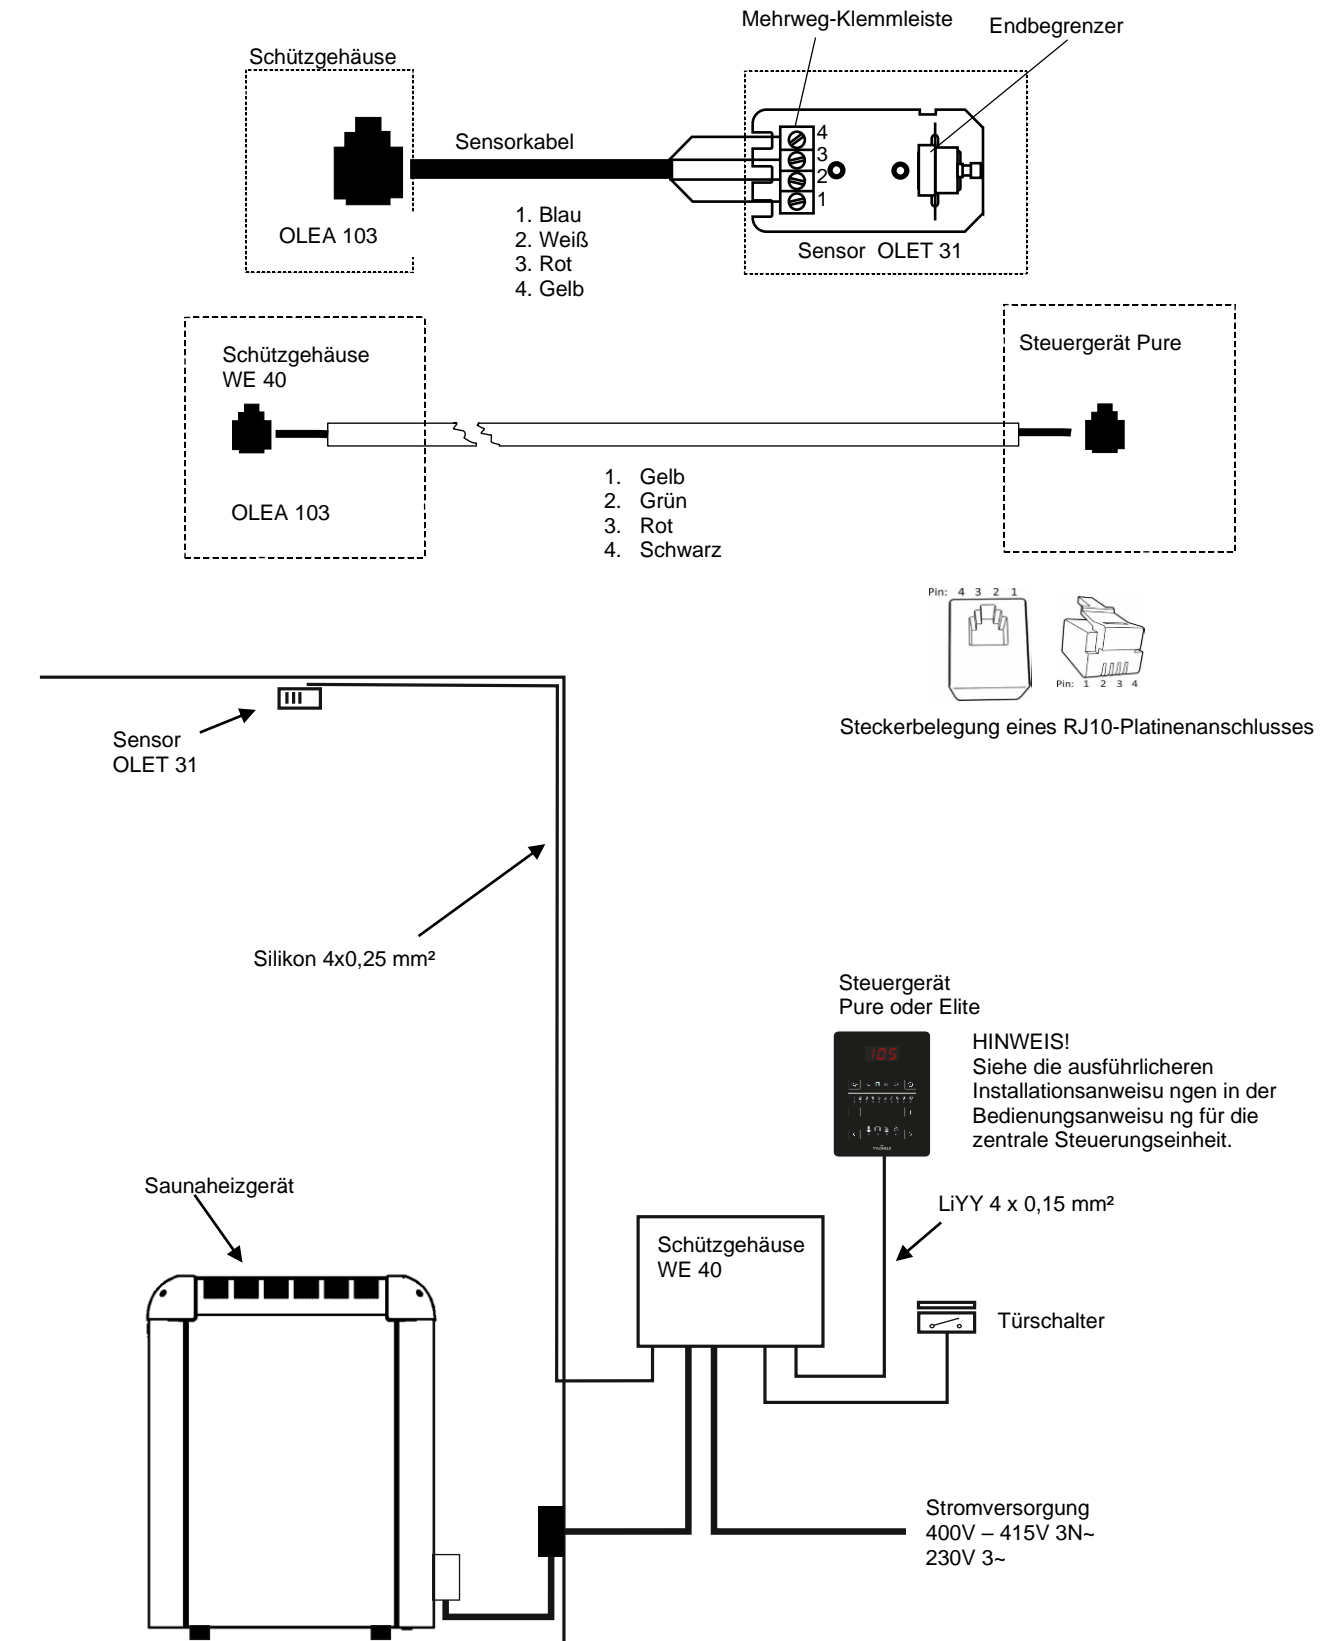 Mehrweg-Klemmleiste
Endbegrenzer
Schützgehäuse
Sensorkabel
4
3
2
1
OLEA 103
1. Blau
2. Weiß
3. Rot
4. Gelb
Sensor OLET 31
Schützgehäuse
WE 40
Steuergerät Pure
OLEA 103
1. Gelb
2. Grün
3. Rot
4. Schwarz
Pin: 4 3 2 1
Pin: 1 2 3 4
Steckerbelegung eines RJ10-Platinenanschlusses
Sensor
OLET 31
Silikon 4x0,25 mm²
Steuergerät
Pure oder Elite
105
HINWEIS!
Siehe die ausführlicheren
Installationsanweisu ngen in der
Bedienungsanweisu ng für die
zentrale Steuerungseinheit.
Saunaheizgerät
LiYY 4 x 0,15 mm²
Schützgehäuse
WE 40
Türschalter
Stromversorgung
400V – 415V 3N~
230V 3~